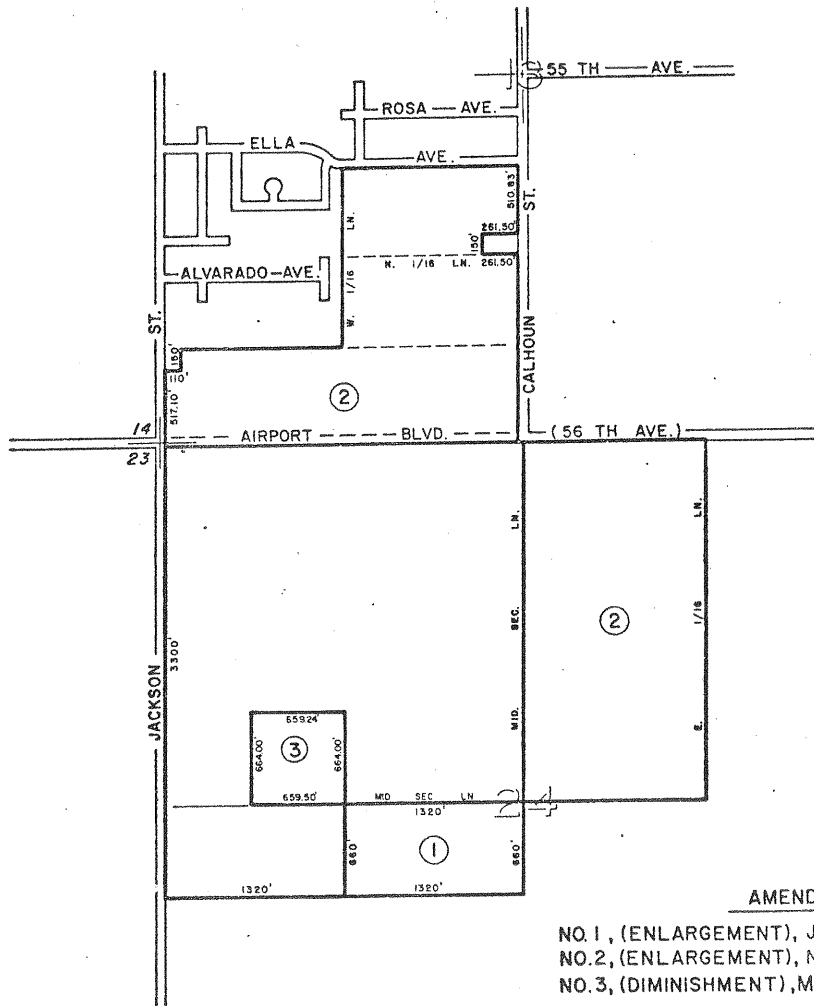 55 TH AVE.
ROSA AVE.
ELLA AVE.
510.83'
ST.
LN.
261.50'
150'
N. 1/16 LN. 261.50'
1/16
ALVARADO AVE.
W.
ST.
CALHOUN
150'
110'
2
517.10'
14
AIRPORT BLVD. (56 TH AVE.)
23
LN.
LN.
SEC.
1/16
2
3300'
JACKSON
MID.
E.
659.24'
664.00'
3
664.00'
659.50'
MID SEC LN
24
1320'
660'
1
660'
1320'
1320'
AMEND
NO. 1, (ENLARGEMENT), J
NO. 2, (ENLARGEMENT), N
NO. 3, (DIMINISHMENT), M